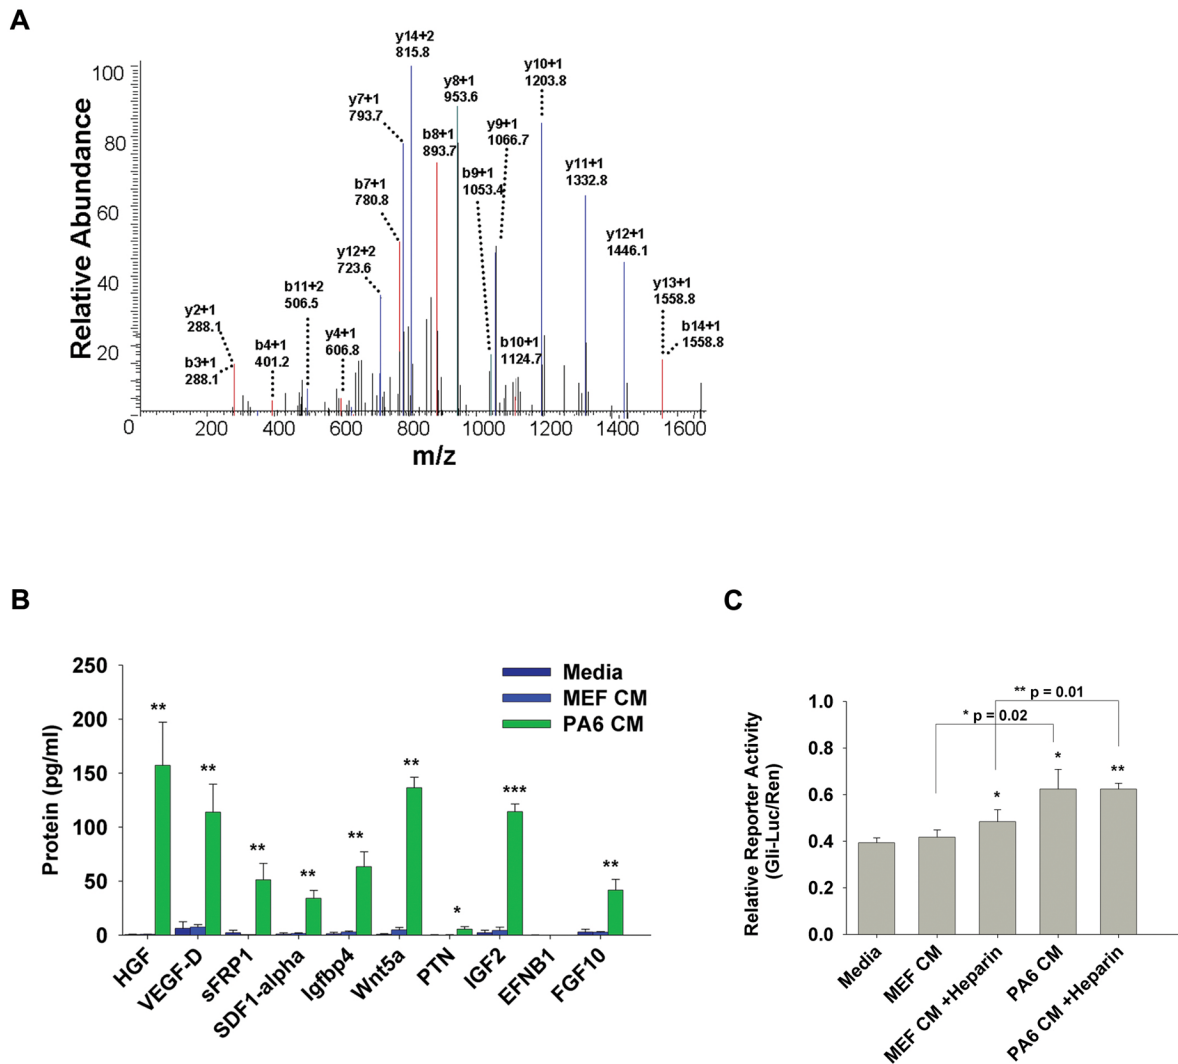 A
Relative Abundance
100
80
60
40
20
0
200
400
600
800
1000
1200
1400
1600
m/z
y14+2
815.8
y10+1
1203.8
y8+1
953.6
y7+1
793.7
y9+1
1066.7
b8+1
893.7
b9+1
1053.4
y11+1
1332.8
b7+1
780.8
y12+2
723.6
y12+1
1446.1
b11+2
506.5
y13+1
1558.8
y2+1
288.1
y4+1
606.8
b14+1
1558.8
b4+1
401.2
b10+1
1124.7
b3+1
288.1
B
Protein (pg/ml)
250
200
150
100
50
0
Media
MEF CM
PA6 CM
**
**
**
**
**
**
*
***
**
HGF
VEGF-D
sFRP1
SDF1-alpha
Igfbp4
Wnt5a
PTN
IGF2
EFNB1
FGF10
C
Relative Reporter Activity
(Gli-Luc/Ren)
1.0
0.8
0.6
0.4
0.2
0.0
** p = 0.01
* p = 0.02
*
*
**
Media
MEF CM
MEF CM +Heparin
PA6 CM
PA6 CM +Heparin